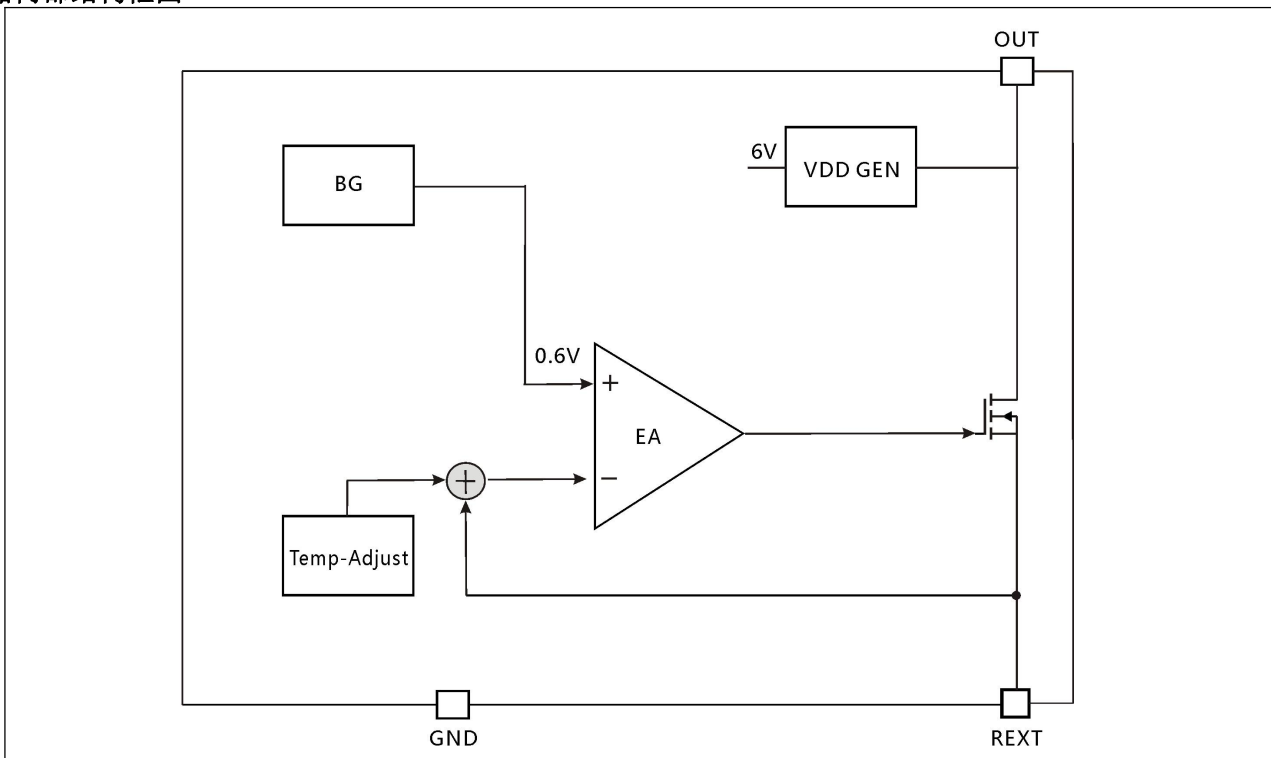 OUT
6V
VDD GEN
BG
0.6V
+
EA
+
−
Temp-Adjust
GND
REXT